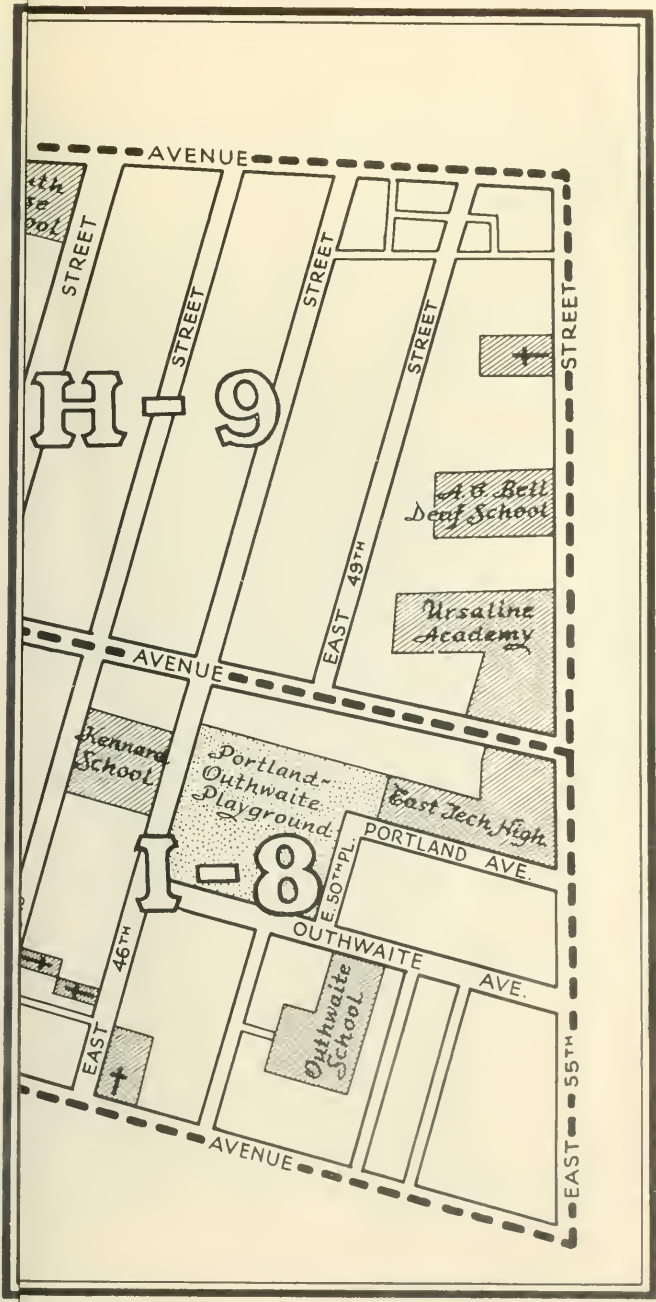 AVENUE
STREET
STREET
STREET
STREET
STREET
H-9
A. G. Bell
Deaf School
EAST 49TH
Ursaline
Academy
AVENUE
Kennard
School
Portland-
Outhwaite
Playground
East Tech High
PORTLAND AVE.
I-8
E. 50TH PL.
OUTHWAITE AVE.
EAST 46TH
Outhwaite
School
EAST 55TH
AVENUE